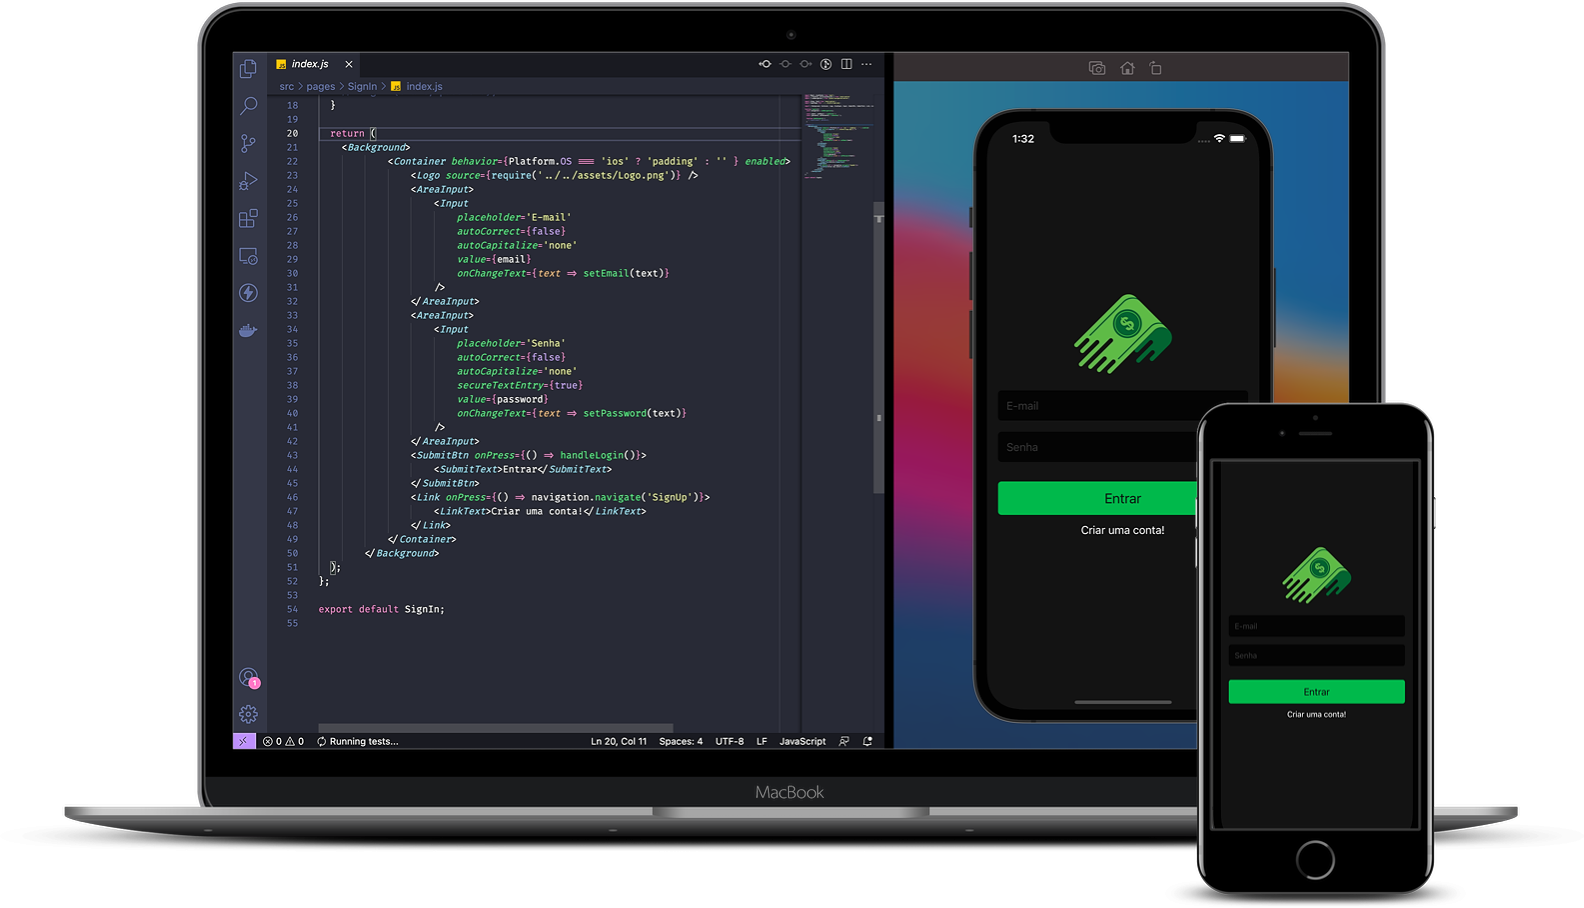 index.js
src > pages > SignIn > index.js
18 }
19
20 return (
21 <Background>
22 <Container behavior={Platform.OS === 'ios' ? 'padding' : '' } enabled>
23 <Logo source={require('../../assets/Logo.png')} />
24 <AreaInput>
25 <Input
26 placeholder='E-mail'
27 autoCorrect={false}
28 autoCapitalize='none'
29 value={email}
30 onChangeText={text => setEmail(text)}
31 />
32 </AreaInput>
33 <AreaInput>
34 <Input
35 placeholder='Senha'
36 autoCorrect={false}
37 autoCapitalize='none'
38 secureTextEntry={true}
39 value={password}
40 onChangeText={text => setPassword(text)}
41 />
42 </AreaInput>
43 <SubmitBtn onPress={() => handleLogin()}>
44 <SubmitText>Entrar</SubmitText>
45 </SubmitBtn>
46 <Link onPress={() => navigation.navigate('SignUp')}>
47 <LinkText>Criar uma conta!</LinkText>
48 </Link>
49 </Container>
50 </Background>
51 );
52 };
53
54 export default SignIn;
55
1
0 0 Running tests... Ln 20, Col 11 Spaces: 4 UTF-8 LF JavaScript
1:32
E-mail
Senha
Entrar
Criar uma conta!
MacBook
E-mail
Senha
Entrar
Criar uma conta!